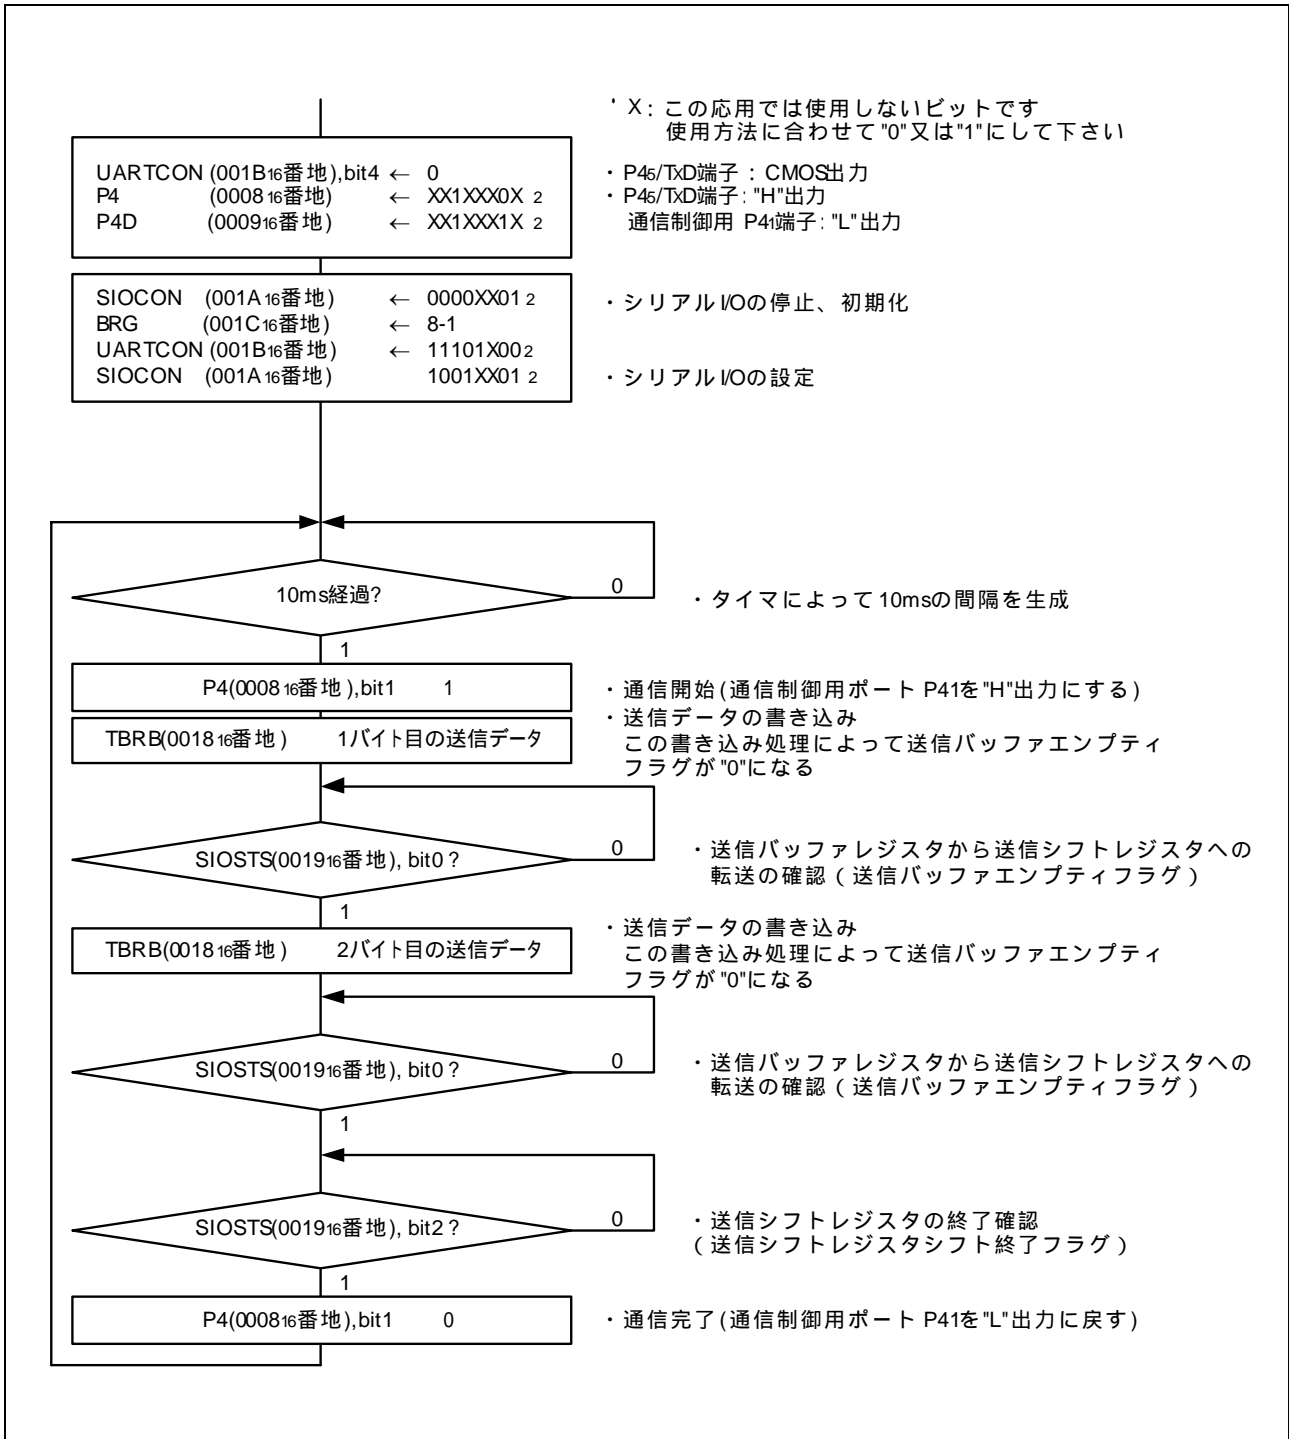 ' X: この応用では使用しないビットです
使用方法に合わせて"0"又は"1"にして下さい
UARTCON (001B16番地),bit4 ← 0
・P45/TxD端子 : CMOS出力
P4 (000816番地) ← XX1XXX0X 2
・P45/TxD端子: "H"出力
P4D (000916番地) ← XX1XXX1X 2
通信制御用 P41端子: "L"出力
SIOCON (001A16番地) ← 0000XX01 2
・シリアルI/Oの停止、初期化
BRG (001C16番地) ← 8-1
UARTCON (001B16番地) ← 11101X00 2
SIOCON (001A16番地) 1001XX01 2
・シリアルI/Oの設定
10ms経過?
0
・タイマによって10msの間隔を生成
1
P4(000816番地),bit1 1
・通信開始(通信制御用ポート P41を"H"出力にする)
TBRB(001816番地) 1バイト目の送信データ
・送信データの書き込み
この書き込み処理によって送信バッファエンプティ
フラグが"0"になる
SIOSTS(001916番地), bit0 ?
0
・送信バッファレジスタから送信シフトレジスタへの
転送の確認(送信バッファエンプティフラグ)
1
TBRB(001816番地) 2バイト目の送信データ
・送信データの書き込み
この書き込み処理によって送信バッファエンプティ
フラグが"0"になる
SIOSTS(001916番地), bit0 ?
0
・送信バッファレジスタから送信シフトレジスタへの
転送の確認(送信バッファエンプティフラグ)
1
SIOSTS(001916番地), bit2 ?
0
・送信シフトレジスタの終了確認
(送信シフトレジスタシフト終了フラグ)
1
P4(000816番地),bit1 0
・通信完了(通信制御用ポート P41を"L"出力に戻す)